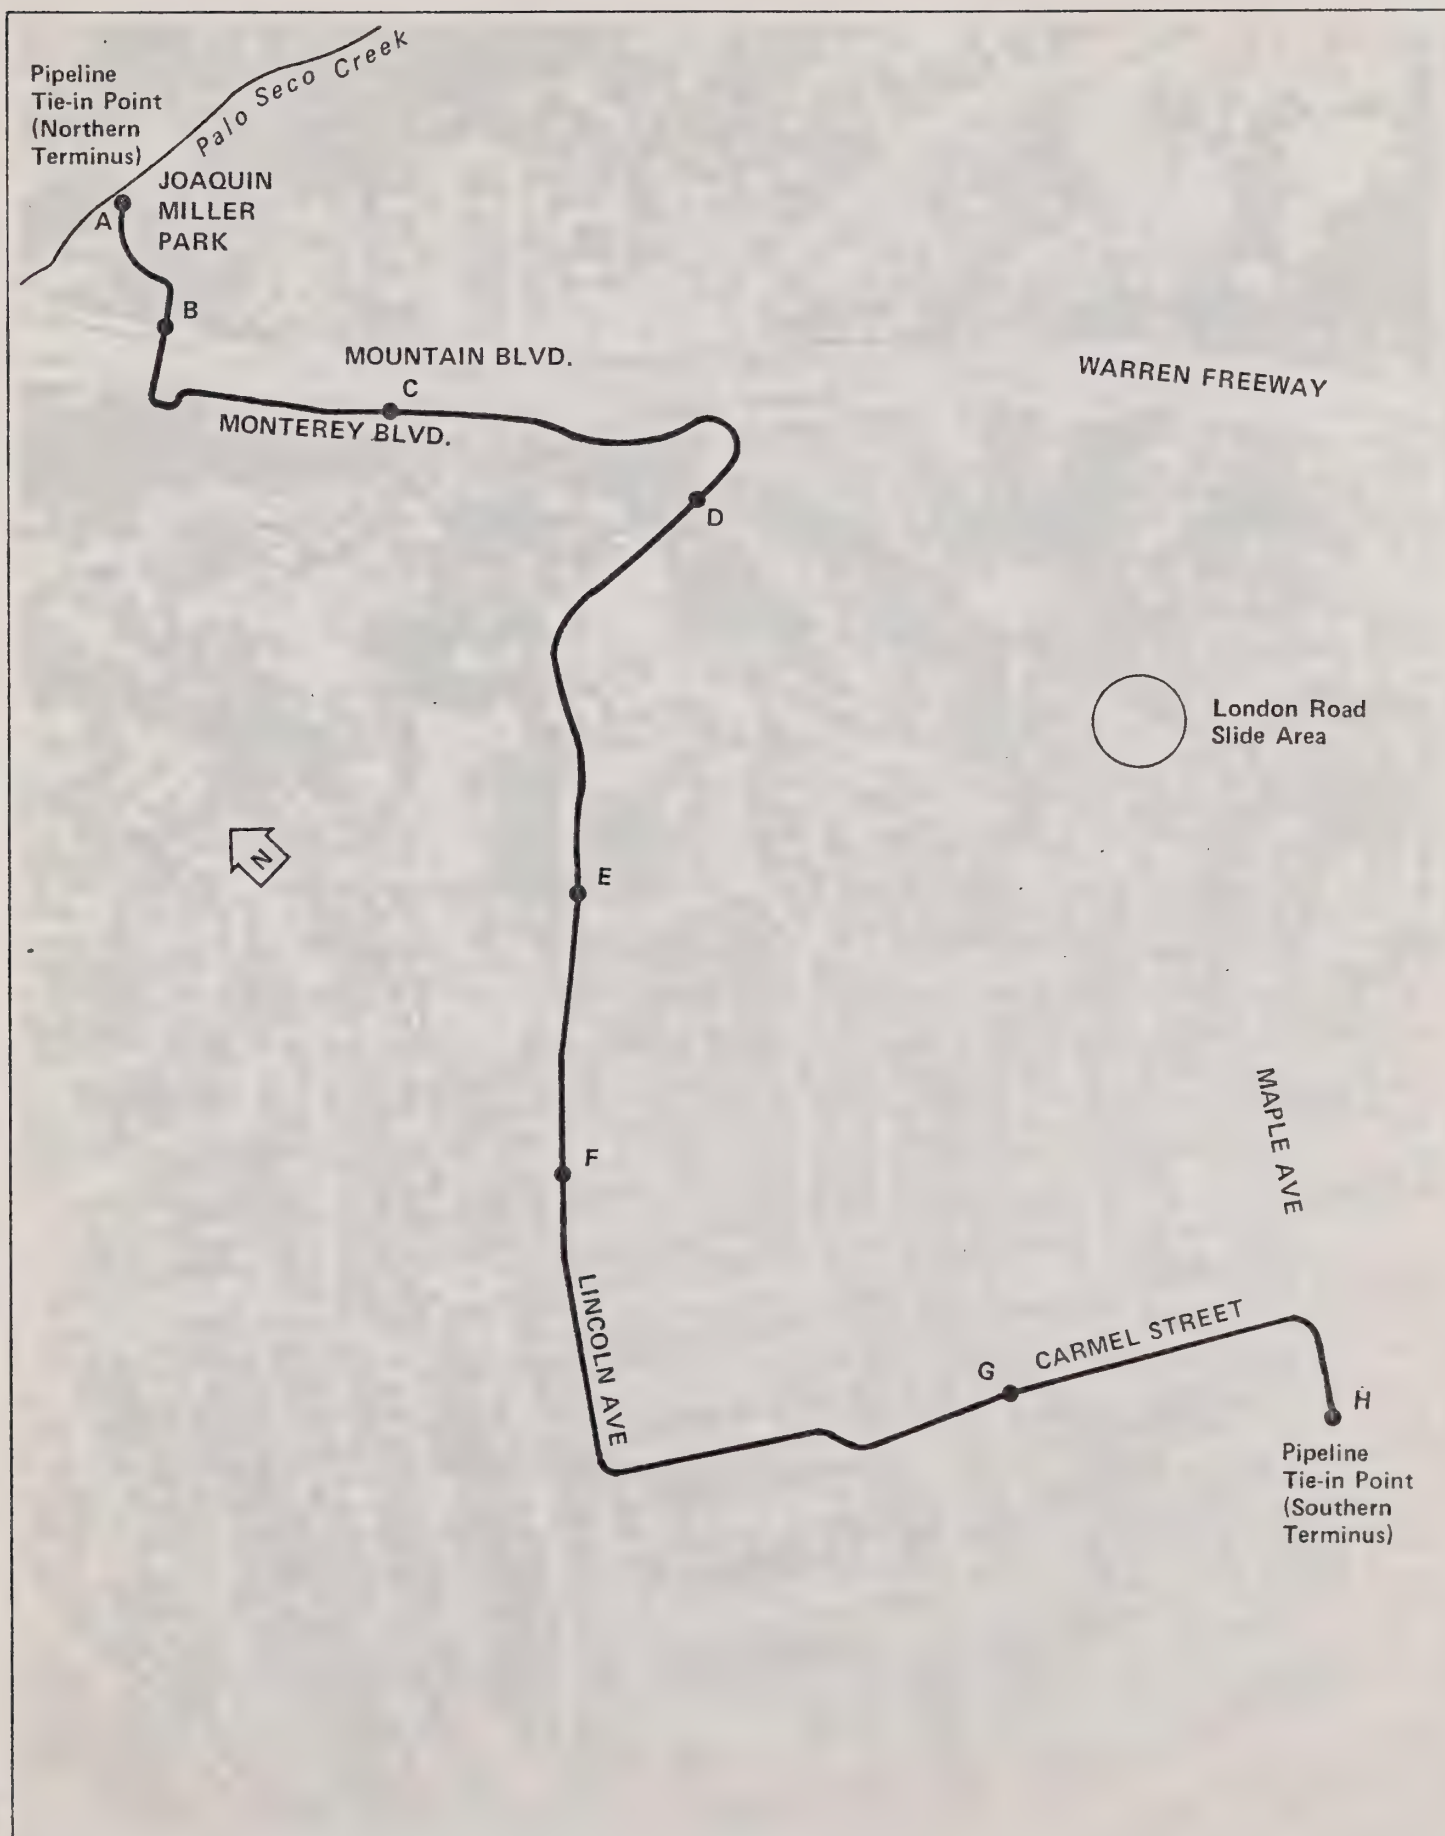 Palo Seco Creek
Pipeline
Tie-in Point
(Northern
Terminus)
JOAQUIN
MILLER
PARK
A
B
MOUNTAIN BLVD.
C
MONTEREY BLVD.
WARREN FREEWAY
D
London Road
Slide Area
N
E
MAPLE AVE
F
LINCOLN AVE
CARMEL STREET
G
H
Pipeline
Tie-in Point
(Southern
Terminus)